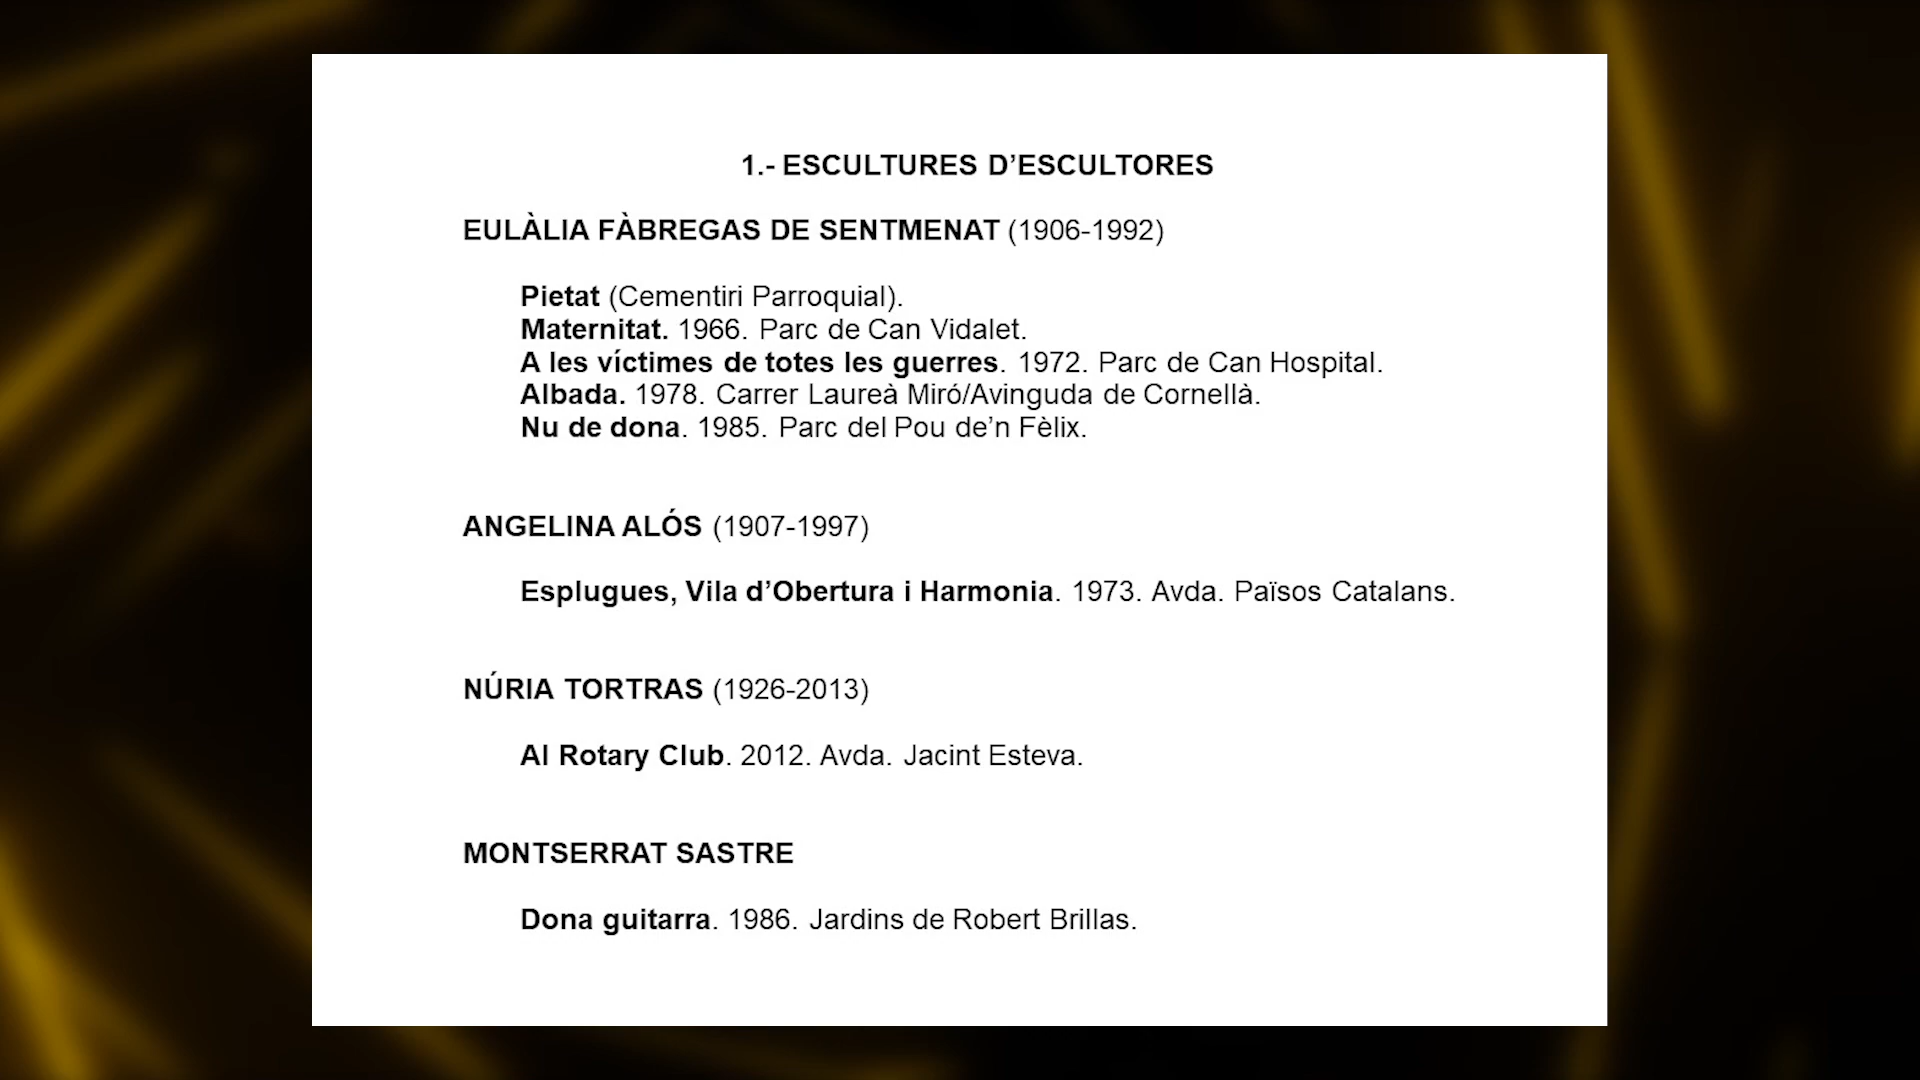 1.- ESCULTURES D’ESCULTORES
EULÀLIA FÀBREGAS DE SENTMENAT (1906-1992)
Pietat (Cementiri Parroquial).
Maternitat. 1966. Parc de Can Vidalet.
A les víctimes de totes les guerres. 1972. Parc de Can Hospital.
Albada. 1978. Carrer Laureà Miró/Avinguda de Cornellà.
Nu de dona. 1985. Parc del Pou de’n Fèlix.
ANGELINA ALÓS (1907-1997)
Esplugues, Vila d’Obertura i Harmonia. 1973. Avda. Països Catalans.
NÚRIA TORTRAS (1926-2013)
Al Rotary Club. 2012. Avda. Jacint Esteva.
MONTSERRAT SASTRE
Dona guitarra. 1986. Jardins de Robert Brillas.